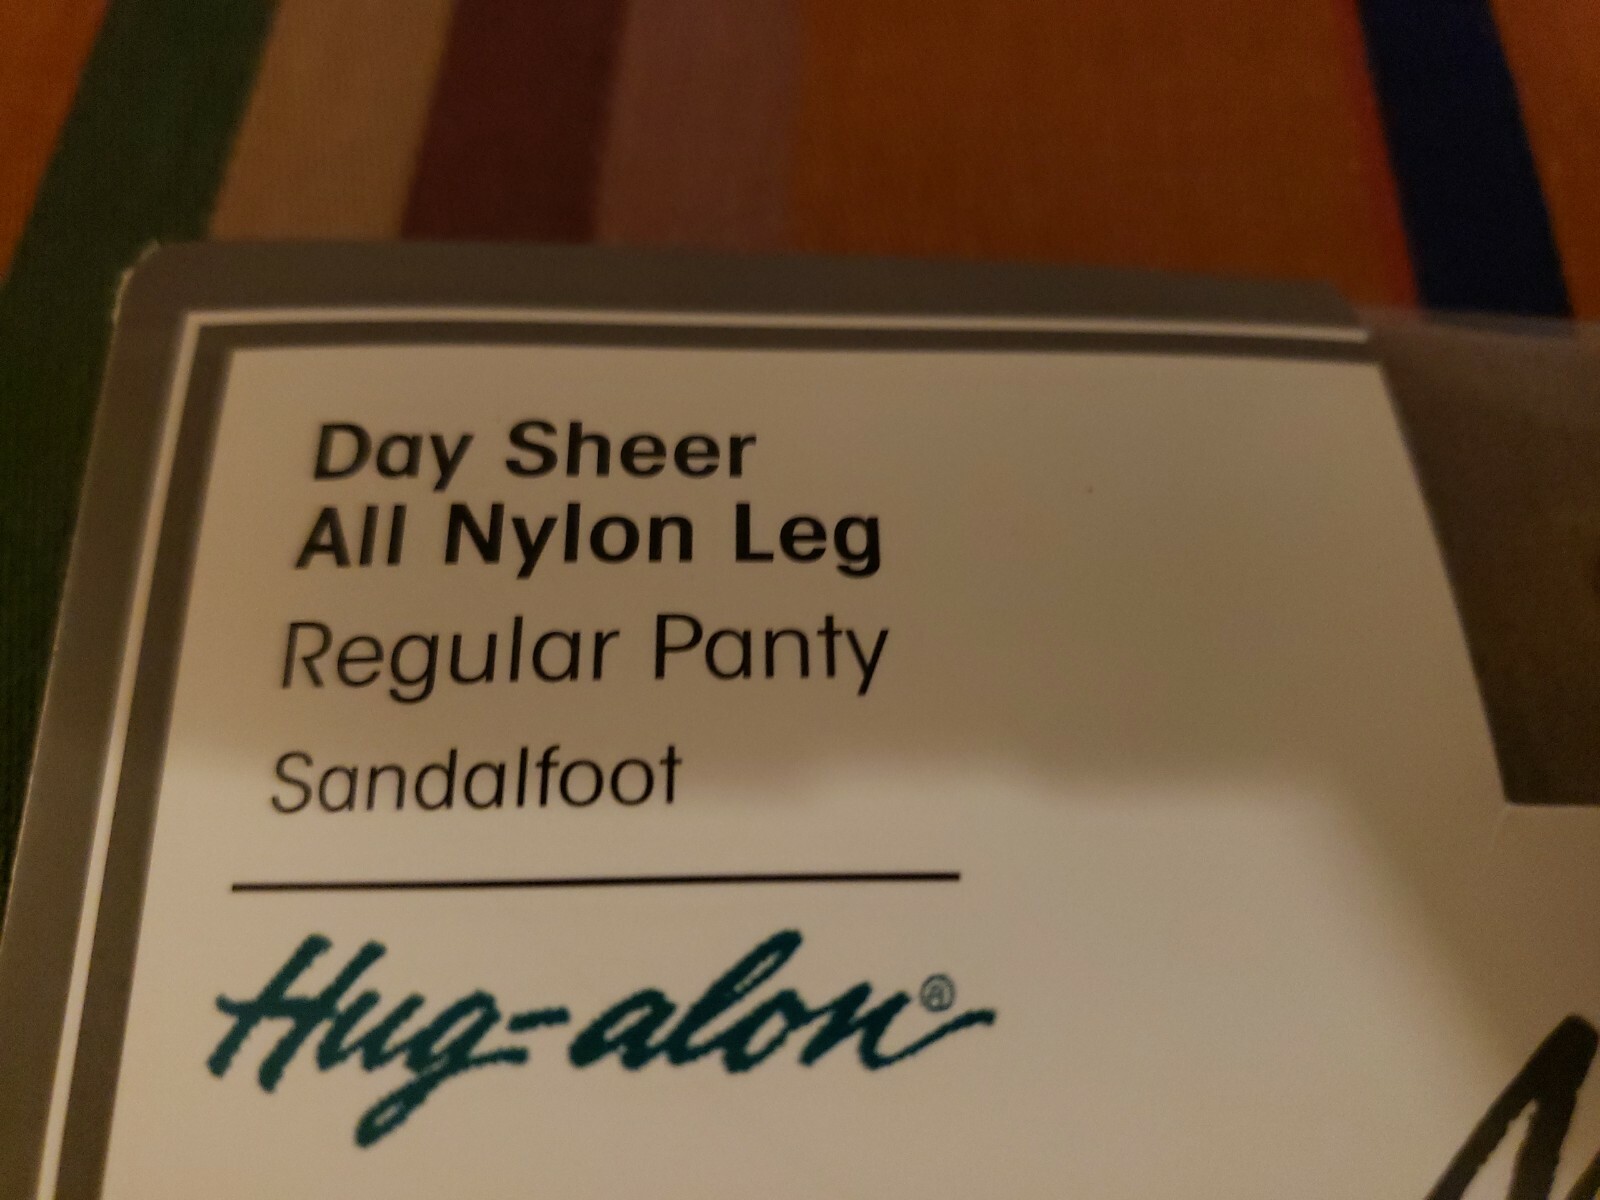 Day Sheer
All Nylon Leg
Regular Panty
Sandalfoot
Hug-alon®